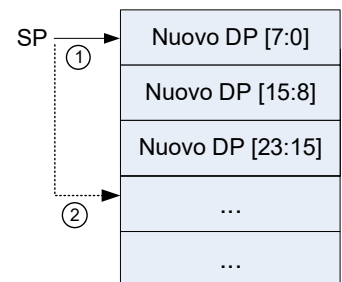 SP
①
Nuovo DP [7:0]
Nuovo DP [15:8]
Nuovo DP [23:15]
②
...
...